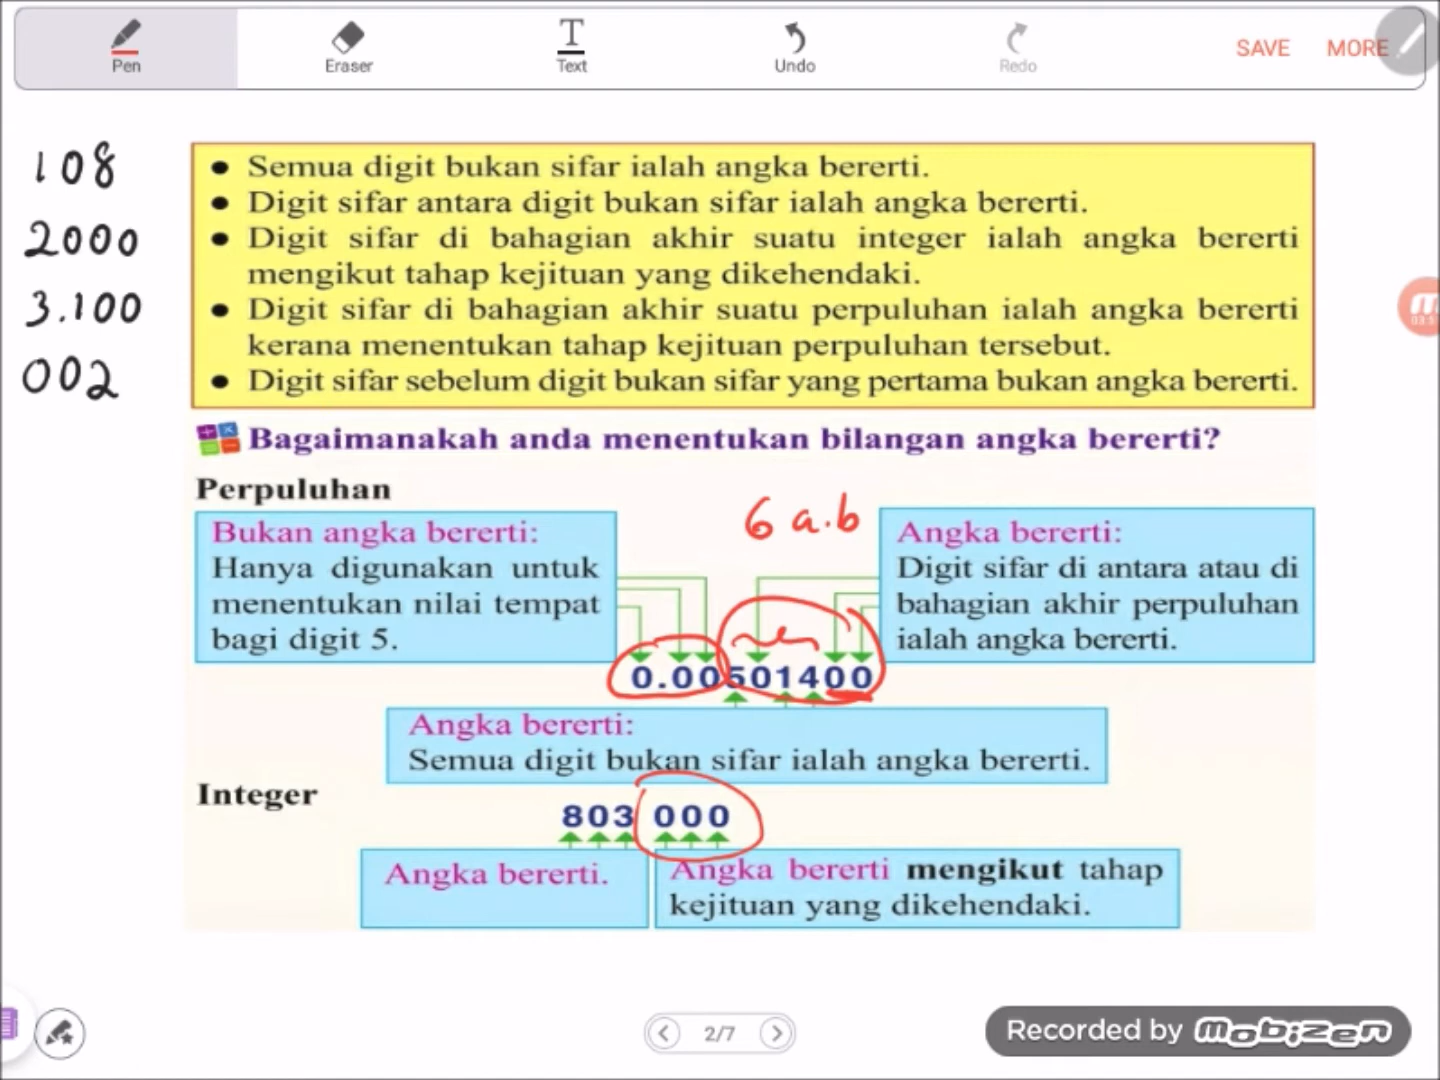 Pen
Eraser
Text
Undo
Redo
SAVE
MORE
108
2000
3.100
002
● Semua digit bukan sifar ialah angka bererti.
● Digit sifar antara digit bukan sifar ialah angka bererti.
● Digit sifar di bahagian akhir suatu integer ialah angka bererti
mengikut tahap kejituan yang dikehendaki.
● Digit sifar di bahagian akhir suatu perpuluhan ialah angka bererti
kerana menentukan tahap kejituan perpuluhan tersebut.
● Digit sifar sebelum digit bukan sifar yang pertama bukan angka bererti.
Bagaimanakah anda menentukan bilangan angka bererti?
Perpuluhan
Bukan angka bererti:
Hanya digunakan untuk
menentukan nilai tempat
bagi digit 5.
6 a.b
Angka bererti:
Digit sifar di antara atau di
bahagian akhir perpuluhan
ialah angka bererti.
0.00501400
Angka bererti:
Semua digit bukan sifar ialah angka bererti.
Integer
803 000
Angka bererti.
Angka bererti mengikut tahap
kejituan yang dikehendaki.
2/7
Recorded by mobizen